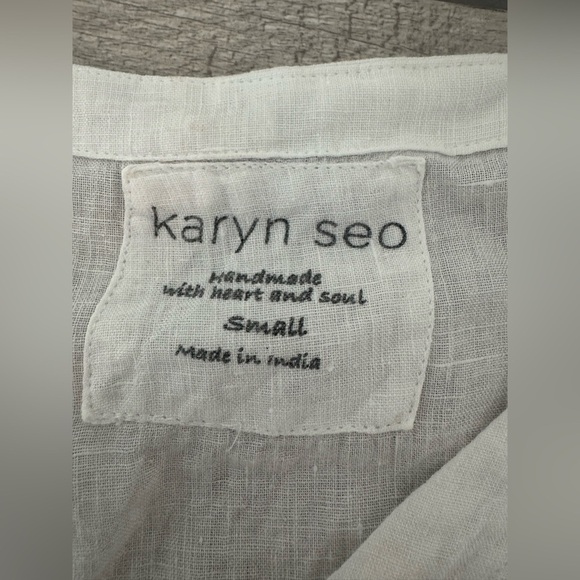 karyn seo
Handmade
with heart and soul
Small
Made in India